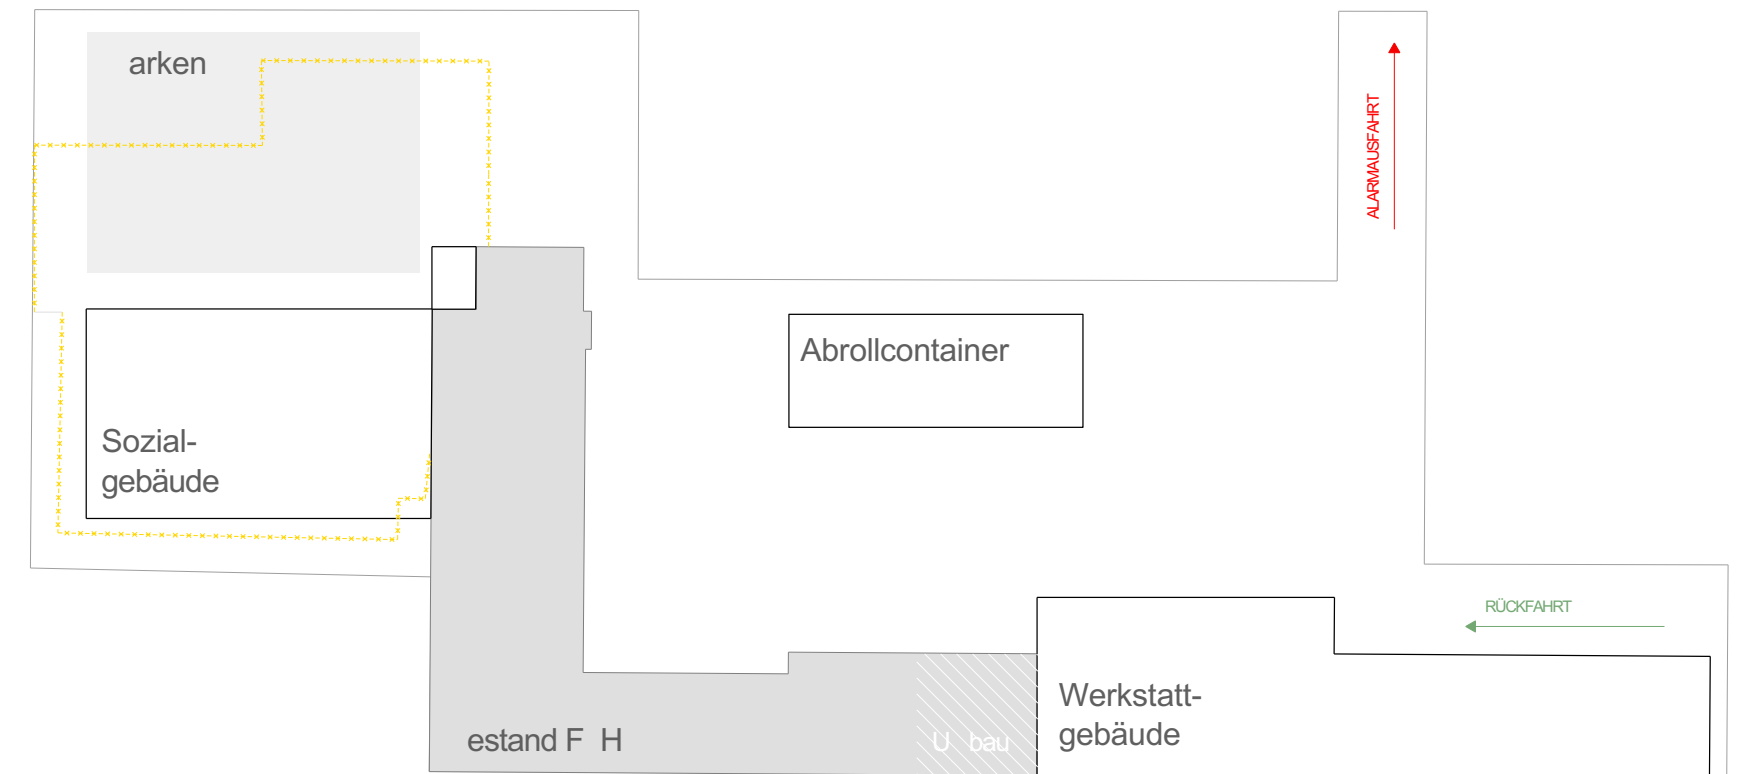 arken
ALARMAUSFAHRT
Abrollcontainer
Sozial-
gebäude
RÜCKFAHRT
Werkstatt-
gebäude
estand F H
U bau